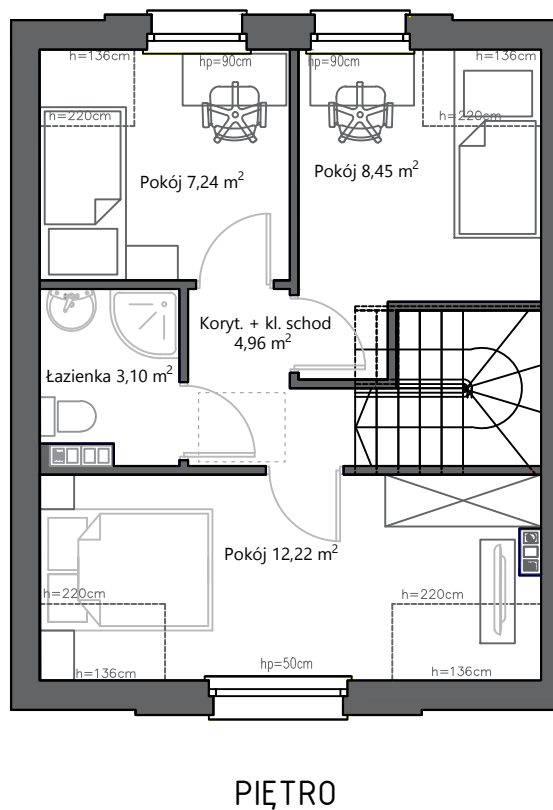 h=136cm
hp=90cm
hp=90cm
h=136cm
h=220cm
h=220cm
Pokój 7,24 m²
Pokój 8,45 m²
Koryt. + kl. schod
4,96 m²
Łazienka 3,10 m²
Pokój 12,22 m²
h=220cm
h=220cm
hp=50cm
h=136cm
h=136cm
PIĘTRO